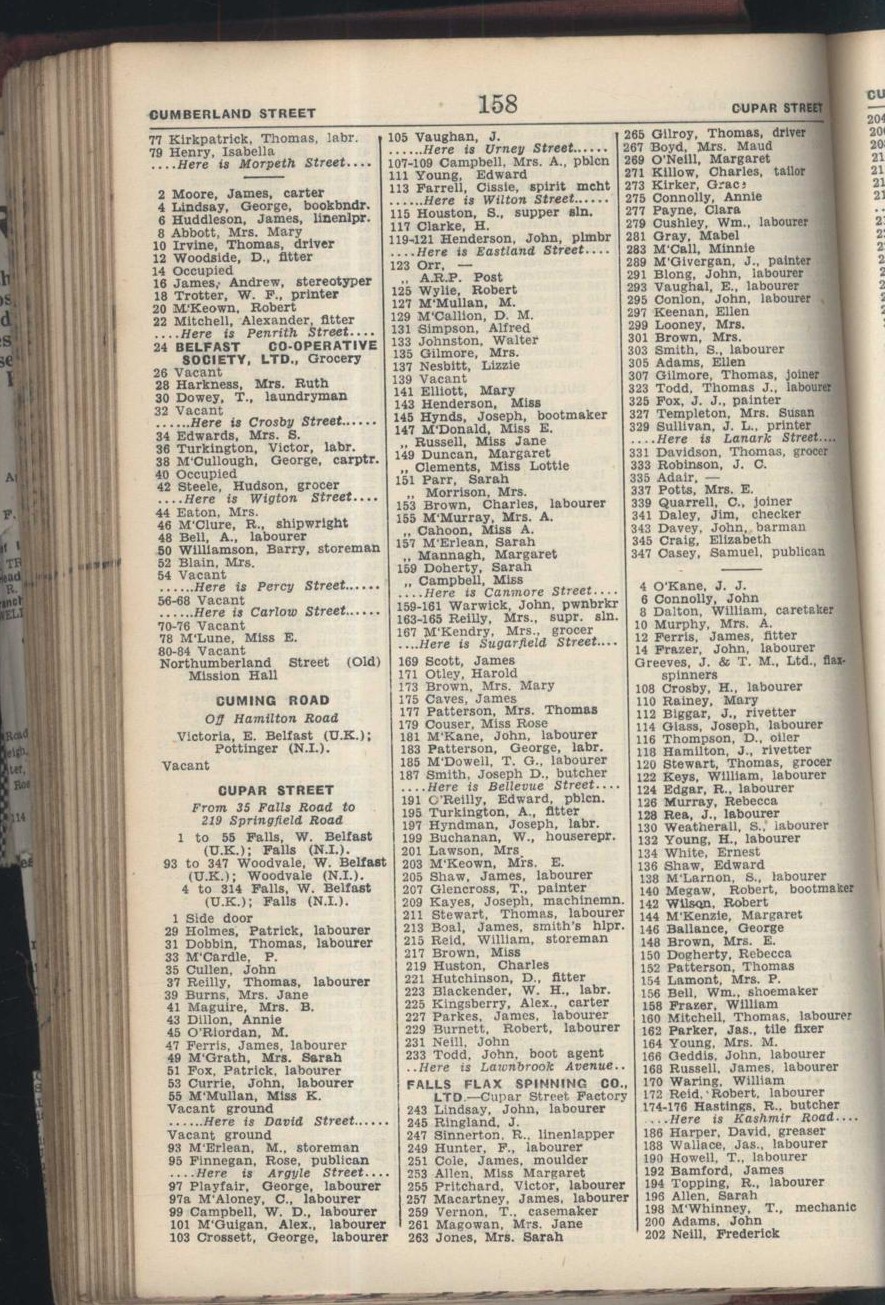 CUMBERLAND STREET
158
CUPAR STREET
77 Kirkpatrick, Thomas, labr.
79 Henry, Isabella
....Here is Morpeth Street....
2 Moore, James, carter
4 Lindsay, George, bookbndr.
6 Huddleson, James, linenlpr.
8 Abbott, Mrs. Mary
10 Irvine, Thomas, driver
12 Woodside, D., fitter
14 Occupied
16 James, Andrew, stereotyper
18 Trotter, W. F., printer
20 M'Keown, Robert
22 Mitchell, Alexander, fitter
....Here is Penrith Street....
24 BELFAST CO-OPERATIVE
SOCIETY, LTD., Grocery
26 Vacant
28 Harkness, Mrs. Ruth
30 Dowey, T., laundryman
32 Vacant
......Here is Crosby Street......
34 Edwards, Mrs. S.
36 Turkington, Victor, labr.
38 M'Cullough, George, carptr.
40 Occupied
42 Steele, Hudson, grocer
....Here is Wigton Street....
44 Eaton, Mrs.
46 M'Clure, R., shipwright
48 Bell, A., labourer
50 Williamson, Barry, storeman
52 Blain, Mrs.
54 Vacant
......Here is Percy Street......
56-68 Vacant
......Here is Carlow Street......
70-76 Vacant
78 M'Lune, Miss E.
80-84 Vacant
Northumberland Street (Old)
Mission Hall
CUMING ROAD
Off Hamilton Road
Victoria, E. Belfast (U.K.);
Pottinger (N.I.).
Vacant
CUPAR STREET
From 35 Falls Road to
219 Springfield Road
1 to 55 Falls, W. Belfast
(U.K.); Falls (N.I.).
93 to 347 Woodvale, W. Belfast
(U.K.); Woodvale (N.I.).
4 to 314 Falls, W. Belfast
(U.K.); Falls (N.I.).
1 Side door
29 Holmes, Patrick, labourer
31 Dobbin, Thomas, labourer
33 M'Cardle, P.
35 Cullen, John
37 Reilly, Thomas, labourer
39 Burns, Mrs. Jane
41 Maguire, Mrs. B.
43 Dillon, Annie
45 O'Riordan, M.
47 Ferris, James, labourer
49 M'Grath, Mrs. Sarah
51 Fox, Patrick, labourer
53 Currie, John, labourer
55 M'Mullan, Miss K.
Vacant ground
......Here is David Street......
Vacant ground
93 M'Erlean, M., storeman
95 Finnegan, Rose, publican
....Here is Argyle Street....
97 Playfair, George, labourer
97a M'Aloney, C., labourer
99 Campbell, W. D., labourer
101 M'Guigan, Alex., labourer
103 Crossett, George, labourer
105 Vaughan, J.
......Here is Urney Street......
107-109 Campbell, Mrs. A., pblcn
111 Young, Edward
113 Farrell, Cissie, spirit mcht
......Here is Wilton Street......
115 Houston, S., supper sln.
117 Clarke, H.
119-121 Henderson, John, plmbr
....Here is Eastland Street....
123 Orr, —
„ A.R.P. Post
125 Wylie, Robert
127 M'Mullan, M.
129 M'Callion, D. M.
131 Simpson, Alfred
133 Johnston, Walter
135 Gilmore, Mrs.
137 Nesbitt, Lizzie
139 Vacant
141 Elliott, Mary
143 Henderson, Miss
145 Hynds, Joseph, bootmaker
147 M'Donald, Miss E.
„ Russell, Miss Jane
149 Duncan, Margaret
„ Clements, Miss Lottie
151 Parr, Sarah
„ Morrison, Mrs.
153 Brown, Charles, labourer
155 M'Murray, Mrs. A.
„ Cahoon, Miss A.
157 M'Erlean, Sarah
„ Mannagh, Margaret
159 Doherty, Sarah
„ Campbell, Miss
....Here is Canmore Street....
159-161 Warwick, John, pwnbrkr
163-165 Reilly, Mrs., supr. sln.
167 M'Kendry, Mrs., grocer
....Here is Sugarfield Street....
169 Scott, James
171 Otley, Harold
173 Brown, Mrs. Mary
175 Caves, James
177 Patterson, Mrs. Thomas
179 Couser, Miss Rose
181 M'Kane, John, labourer
183 Patterson, George, labr.
185 M'Dowell, T. G., labourer
187 Smith, Joseph D., butcher
....Here is Bellevue Street....
191 O'Reilly, Edward, pblcn.
195 Turkington, A., fitter
197 Hyndman, Joseph, labr.
199 Buchanan, W., houserepr.
201 Lawson, Mrs
203 M'Keown, Mrs. E.
205 Shaw, James, labourer
207 Glencross, T., painter
209 Kayes, Joseph, machinemn.
211 Stewart, Thomas, labourer
213 Boal, James, smith's hlpr.
215 Reid, William, storeman
217 Brown, Miss
219 Huston, Charles
221 Hutchinson, D., fitter
223 Blackender, W. H., labr.
225 Kingsberry, Alex., carter
227 Parkes, James, labourer
229 Burnett, Robert, labourer
231 Neill, John
233 Todd, John, boot agent
..Here is Lawnbrook Avenue..
FALLS FLAX SPINNING CO.,
LTD.—Cupar Street Factory
243 Lindsay, John, labourer
245 Ringland, J.
247 Sinnerton, R., linenlapper
249 Hunter, F., labourer
251 Cole, James, moulder
253 Allen, Miss Margaret
255 Pritchard, Victor, labourer
257 Macartney, James, labourer
259 Vernon, T., casemaker
261 Magowan, Mrs. Jane
263 Jones, Mrs. Sarah
265 Gilroy, Thomas, driver
267 Boyd, Mrs. Maud
269 O'Neill, Margaret
271 Killow, Charles, tailor
273 Kirker, Grace
275 Connolly, Annie
277 Payne, Clara
279 Cushley, Wm., labourer
281 Gray, Mabel
283 M'Call, Minnie
289 M'Givergan, J., painter
291 Blong, John, labourer
293 Vaughal, E., labourer
295 Conlon, John, labourer
297 Keenan, Ellen
299 Looney, Mrs.
301 Brown, Mrs.
303 Smith, S., labourer
305 Adams, Ellen
307 Gilmore, Thomas, joiner
323 Todd, Thomas J., labourer
325 Fox, J. J., painter
327 Templeton, Mrs. Susan
329 Sullivan, J. L., printer
....Here is Lanark Street....
331 Davidson, Thomas, grocer
333 Robinson, J. C.
335 Adair, —
337 Potts, Mrs. E.
339 Quarrell, C., joiner
341 Daley, Jim, checker
343 Davey, John, barman
345 Craig, Elizabeth
347 Casey, Samuel, publican
4 O'Kane, J. J.
6 Connolly, John
8 Dalton, William, caretaker
10 Murphy, Mrs. A.
12 Ferris, James, fitter
14 Frazer, John, labourer
Greeves, J. & T. M., Ltd., flax-
spinners
108 Crosby, H., labourer
110 Rainey, Mary
112 Biggar, J., rivetter
114 Glass, Joseph, labourer
116 Thompson, D., oiler
118 Hamilton, J., rivetter
120 Stewart, Thomas, grocer
122 Keys, William, labourer
124 Edgar, R., labourer
126 Murray, Rebecca
128 Rea, J., labourer
130 Weatherall, S., labourer
132 Young, H., labourer
134 White, Ernest
136 Shaw, Edward
138 M'Larnon, S., labourer
140 Megaw, Robert, bootmaker
142 Wilson, Robert
144 M'Kenzie, Margaret
146 Ballance, George
148 Brown, Mrs. E.
150 Dogherty, Rebecca
152 Patterson, Thomas
154 Lamont, Mrs. P.
156 Bell, Wm., shoemaker
158 Frazer, William
160 Mitchell, Thomas, labourer
162 Parker, Jas., tile fixer
164 Young, Mrs. M.
166 Geddis, John, labourer
168 Russell, James, labourer
170 Waring, William
172 Reid, Robert, labourer
174-176 Hastings, R., butcher
....Here is Kashmir Road....
186 Harper, David, greaser
188 Wallace, Jas., labourer
190 Howell, T., labourer
192 Bamford, James
194 Topping, R., labourer
196 Allen, Sarah
198 M'Whinney, T., mechanic
200 Adams, John
202 Neill, Frederick